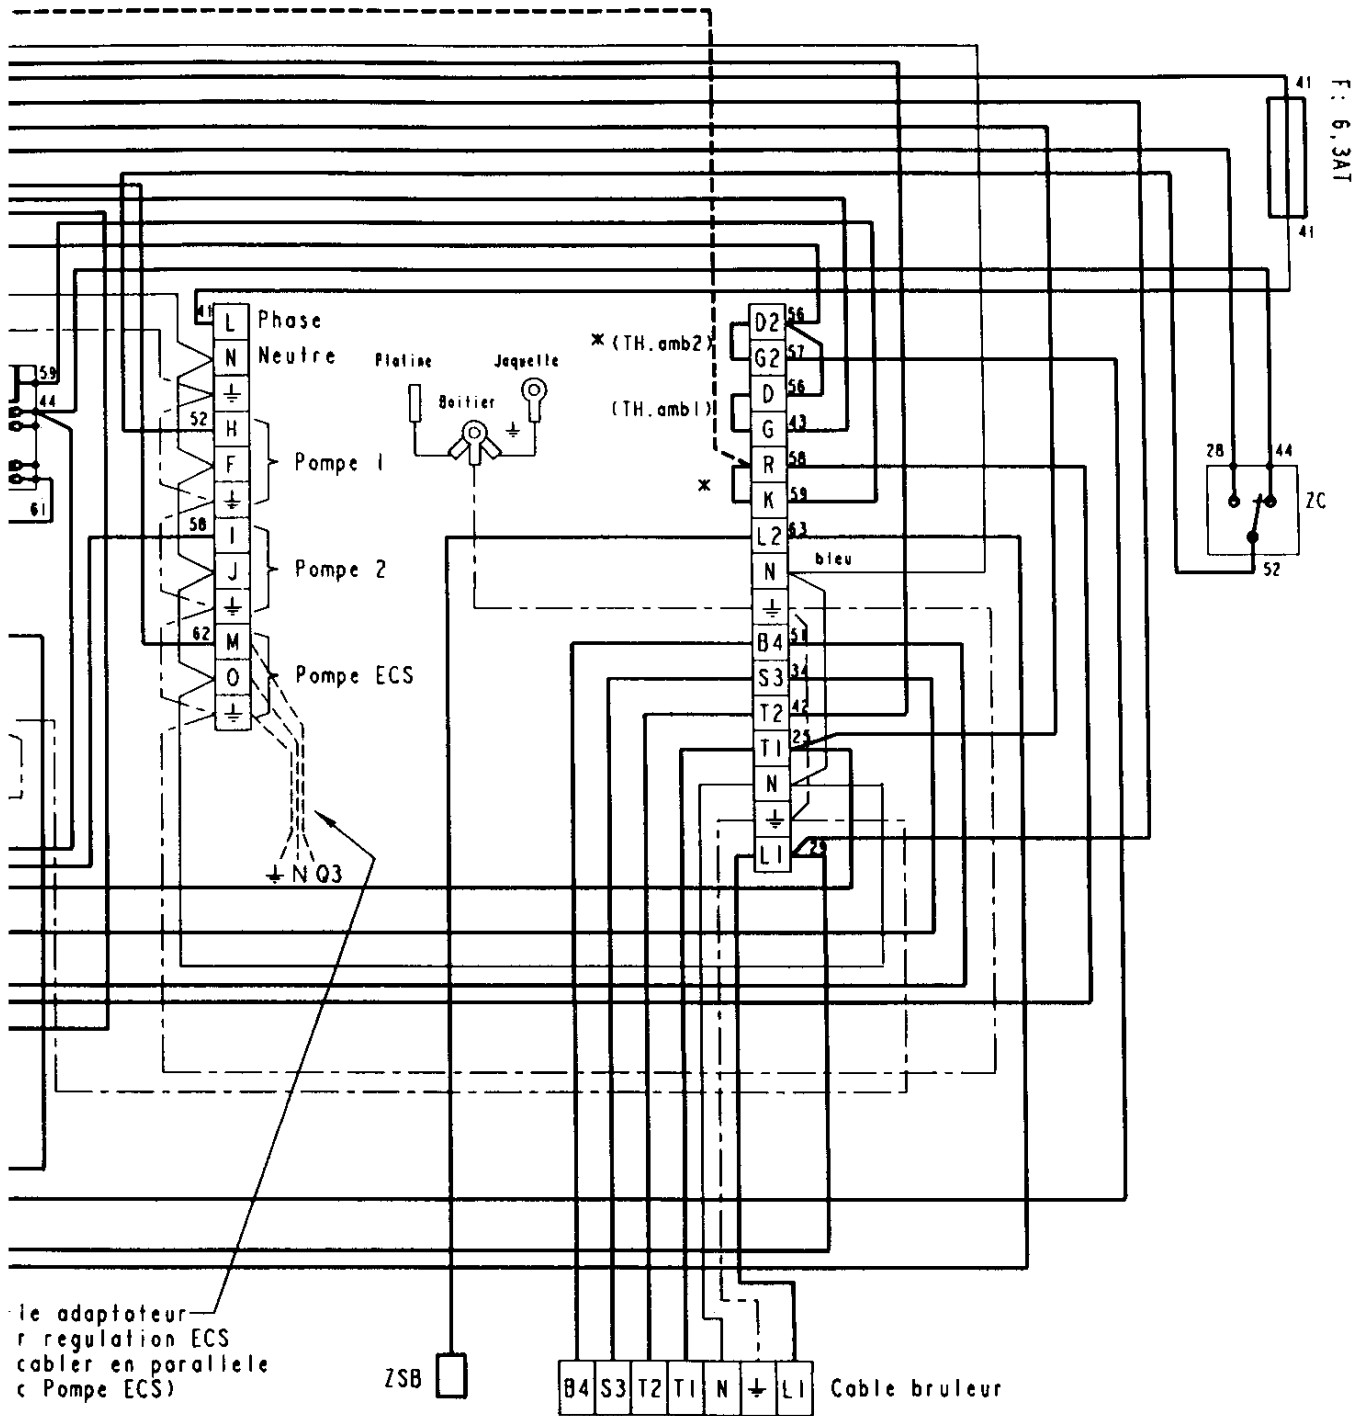 41
F: 6,3AT
41
41
L Phase
N Neutre
52 H
F
Pompe 1
58 I
J
Pompe 2
62 M
O
Pompe ECS
N Q3
59
44
61
Platine
Jaquette
Boitier
* (TH.amb2)
(TH.amb1)
*
D2 56
G2 57
D 56
G 43
R 58
K 59
L2 63
N bleu
B4 51
S3 34
T2 42
T1 25
N
L1 29
28
44
ZC
52
le adaptateur
r regulation ECS
cabler en parallele
c Pompe ECS)
ZSB
B4 S3 T2 T1 N L1 Cable bruleur